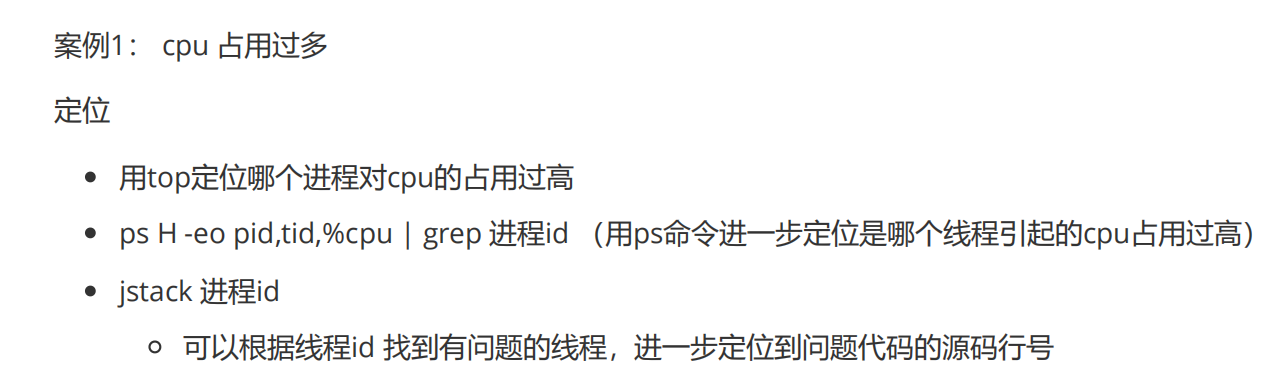 案例1： cpu 占用过多
定位
用top定位哪个进程对cpu的占用过高
ps H -eo pid,tid,%cpu | grep 进程id （用ps命令进一步定位是哪个线程引起的cpu占用过高）
jstack 进程id
可以根据线程id 找到有问题的线程，进一步定位到问题代码的源码行号